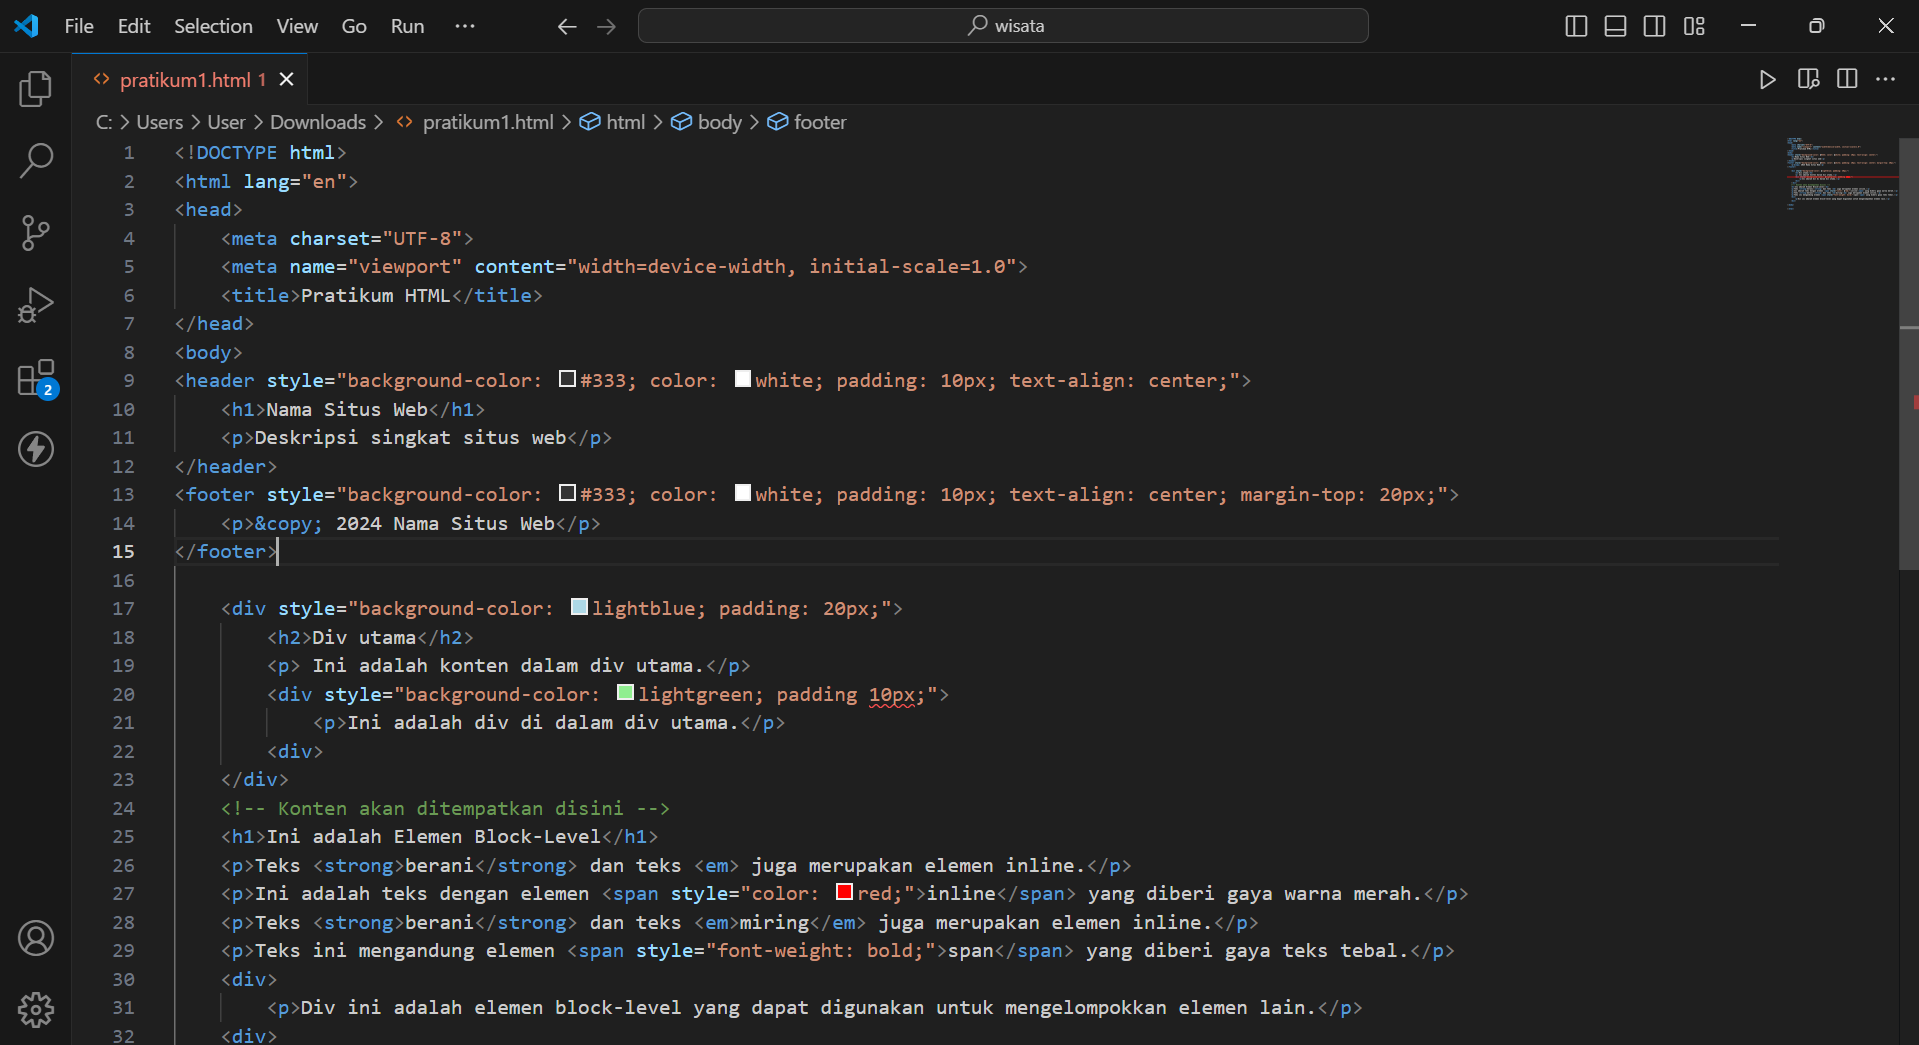 File Edit Selection View Go Run ··· wisata
pratikum1.html 1
C: > Users > User > Downloads > pratikum1.html > html > body > footer
1 <!DOCTYPE html>
2 <html lang="en">
3 <head>
4 <meta charset="UTF-8">
5 <meta name="viewport" content="width=device-width, initial-scale=1.0">
6 <title>Pratikum HTML</title>
7 </head>
8 <body>
9 <header style="background-color: #333; color: white; padding: 10px; text-align: center;">
10 <h1>Nama Situs Web</h1>
11 <p>Deskripsi singkat situs web</p>
12 </header>
13 <footer style="background-color: #333; color: white; padding: 10px; text-align: center; margin-top: 20px;">
14 <p>&copy; 2024 Nama Situs Web</p>
15 </footer>
16
17 <div style="background-color: lightblue; padding: 20px;">
18 <h2>Div utama</h2>
19 <p> Ini adalah konten dalam div utama.</p>
20 <div style="background-color: lightgreen; padding 10px;">
21 <p>Ini adalah div di dalam div utama.</p>
22 <div>
23 </div>
24 <!-- Konten akan ditempatkan disini -->
25 <h1>Ini adalah Elemen Block-Level</h1>
26 <p>Teks <strong>berani</strong> dan teks <em> juga merupakan elemen inline.</p>
27 <p>Ini adalah teks dengan elemen <span style="color: red;">inline</span> yang diberi gaya warna merah.</p>
28 <p>Teks <strong>berani</strong> dan teks <em>miring</em> juga merupakan elemen inline.</p>
29 <p>Teks ini mengandung elemen <span style="font-weight: bold;">span</span> yang diberi gaya teks tebal.</p>
30 <div>
31 <p>Div ini adalah elemen block-level yang dapat digunakan untuk mengelompokkan elemen lain.</p>
32 <div>
2